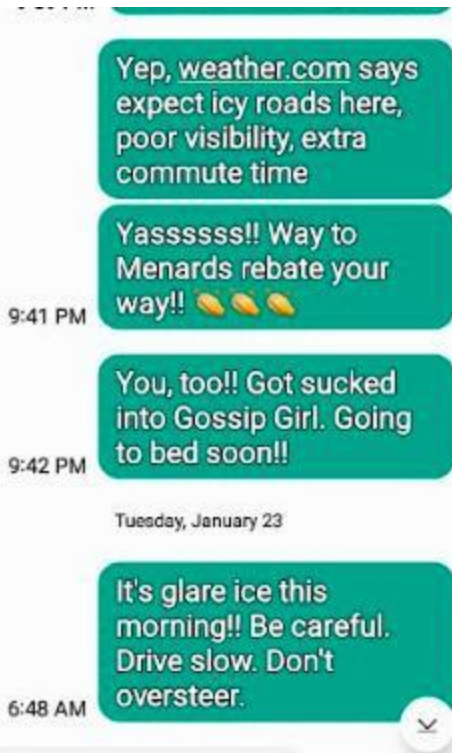 Yep, weather.com says
expect icy roads here,
poor visibility, extra
commute time
Yassssss!! Way to
Menards rebate your
way!! 
9:41 PM
You, too!! Got sucked
into Gossip Girl. Going
to bed soon!!
9:42 PM
Tuesday, January 23
It's glare ice this
morning!! Be careful.
Drive slow. Don't
oversteer.
6:48 AM